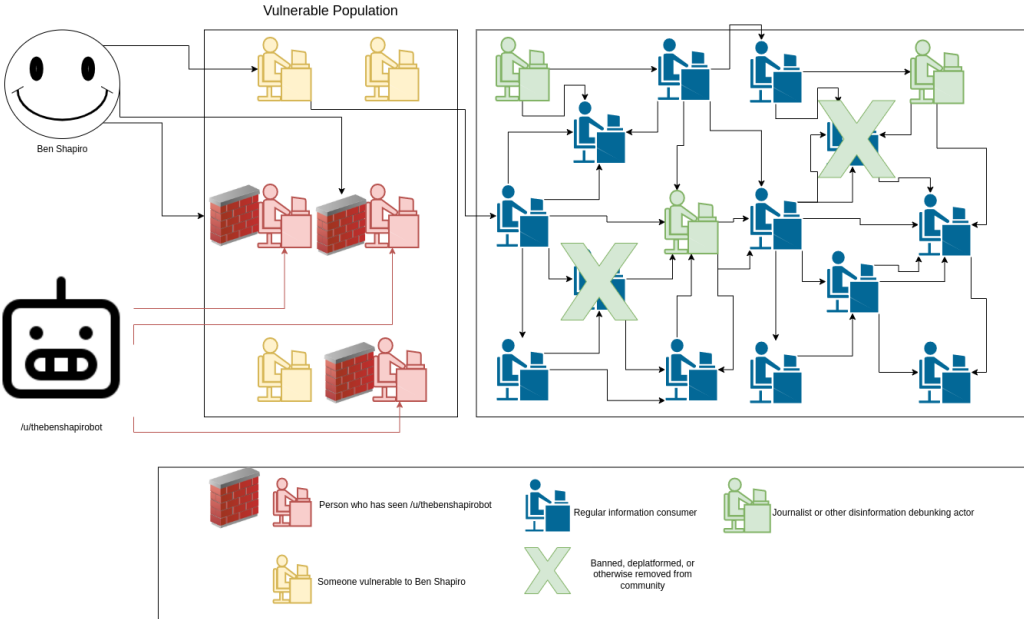 Vulnerable Population
Ben Shapiro
/u/thebenshapirobot
Person who has seen /u/thebenshapirobot
Regular information consumer
Journalist or other disinformation debunking actor
Someone vulnerable to Ben Shapiro
Banned, deplatformed, or
otherwise removed from
community